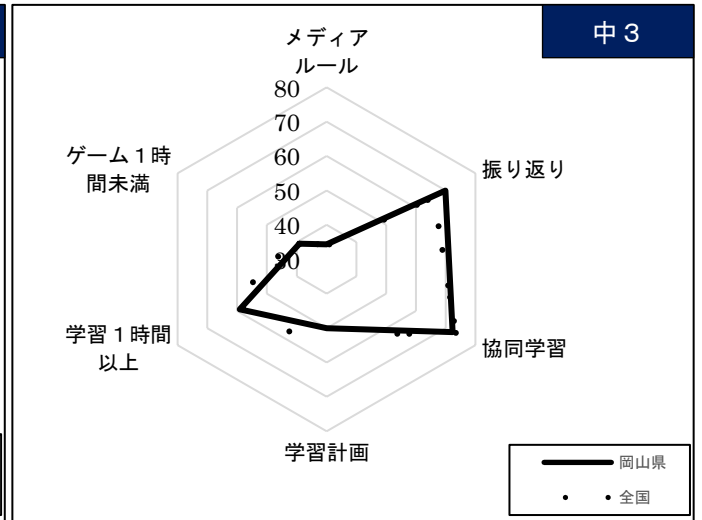 中3
メディア
ルール
80
70
60
50
40
30
ゲーム1時
間未満
振り返り
学習1時間
以上
協同学習
学習計画
岡山県
全国